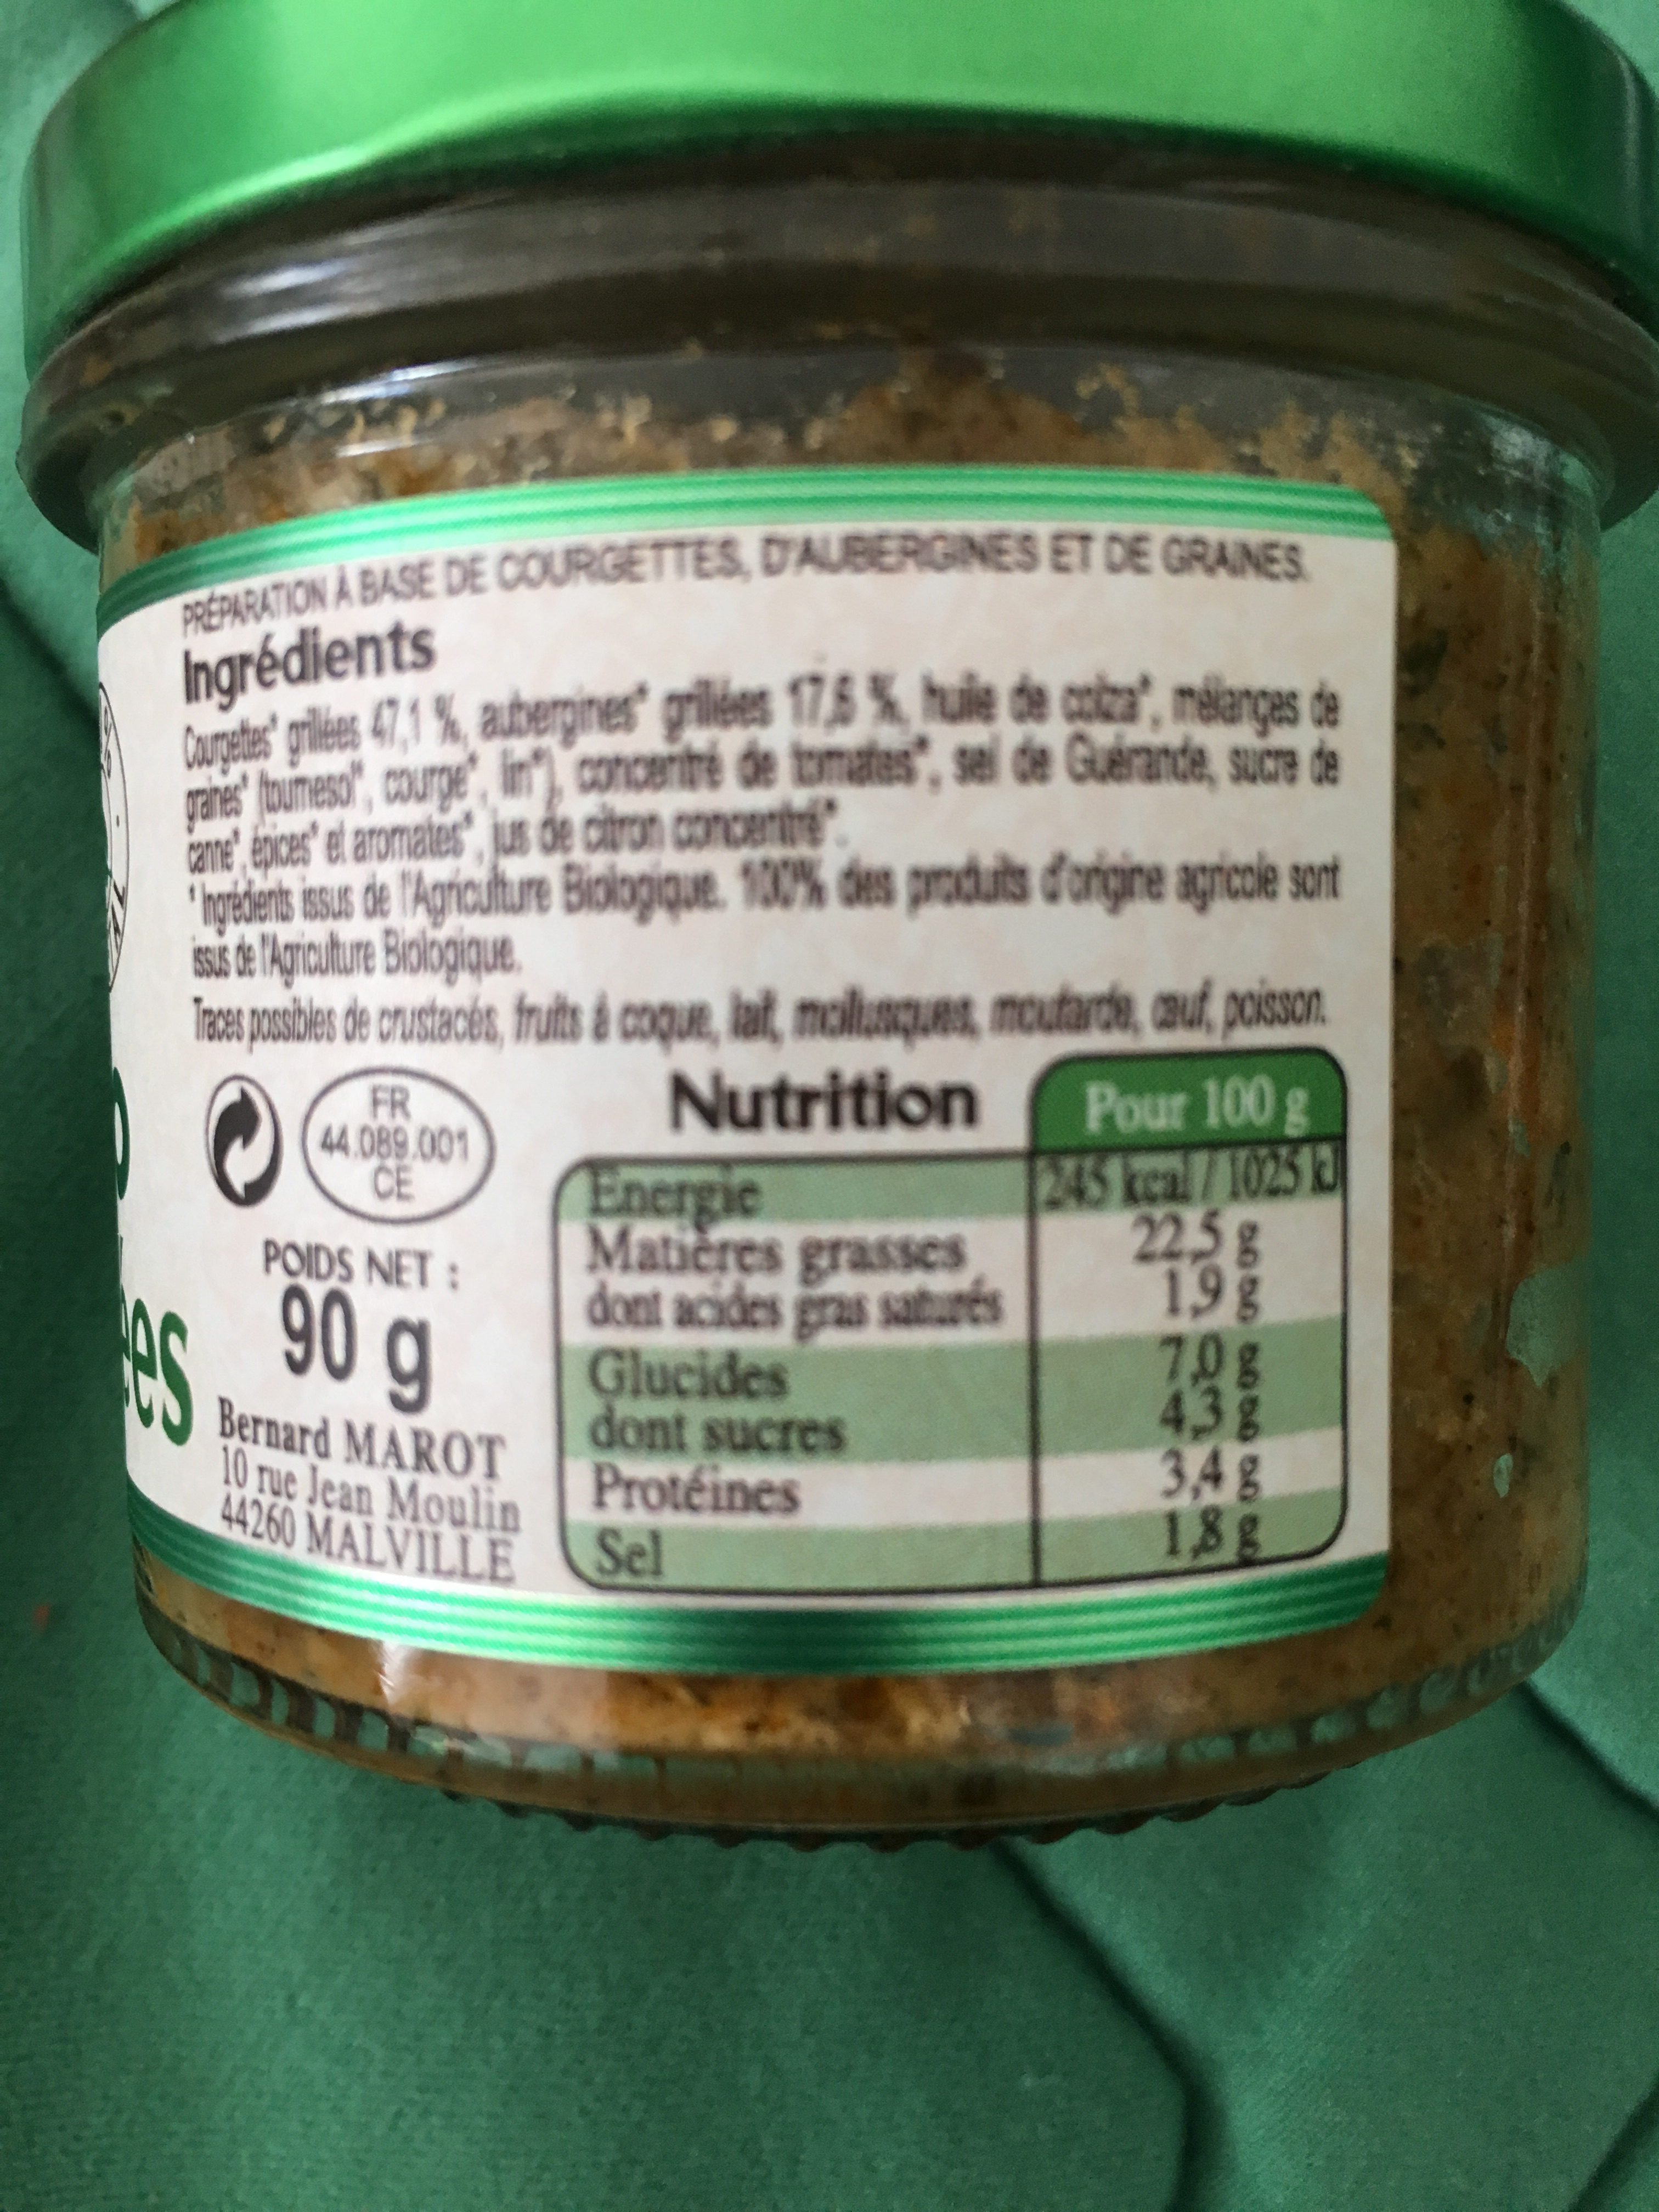 PRÉPARATION À BASE DE COURGETTES, D'AUBERGINES ET DE GRAINES.
Ingrédients
Courgettes* grillées 47,1 %, aubergines* grillées 17,6 %, huile de colza*, mélanges de
graines* (tournesol*, courge*, lin*), concentré de tomates*, sel de Guérande, sucre de
canne*, épices* et aromates*, jus de citron concentré*.
*Ingrédients issus de l'Agriculture Biologique. 100% des produits d'origine agricole sont
issus de l'Agriculture Biologique.
Traces possibles de crustacés, fruits à coque, lait, mollusques, moutarde, œuf, poisson.
FR
44.089.001
CE
POIDS NET :
90 g
Bernard MAROT
10 rue Jean Moulin
44260 MALVILLE
Nutrition Pour 100 g
Energie 245 kcal / 1025 kJ
Matières grasses 22,5 g
dont acides gras saturés 1,9 g
Glucides 7,0 g
dont sucres 4,3 g
Protéines 3,4 g
Sel 1,8 g